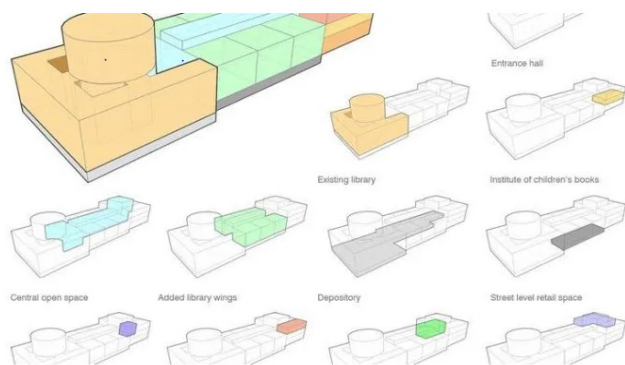 Entrance hall
Existing library
Institute of children's books
Central open space
Added library wings
Depository
Street level retail space